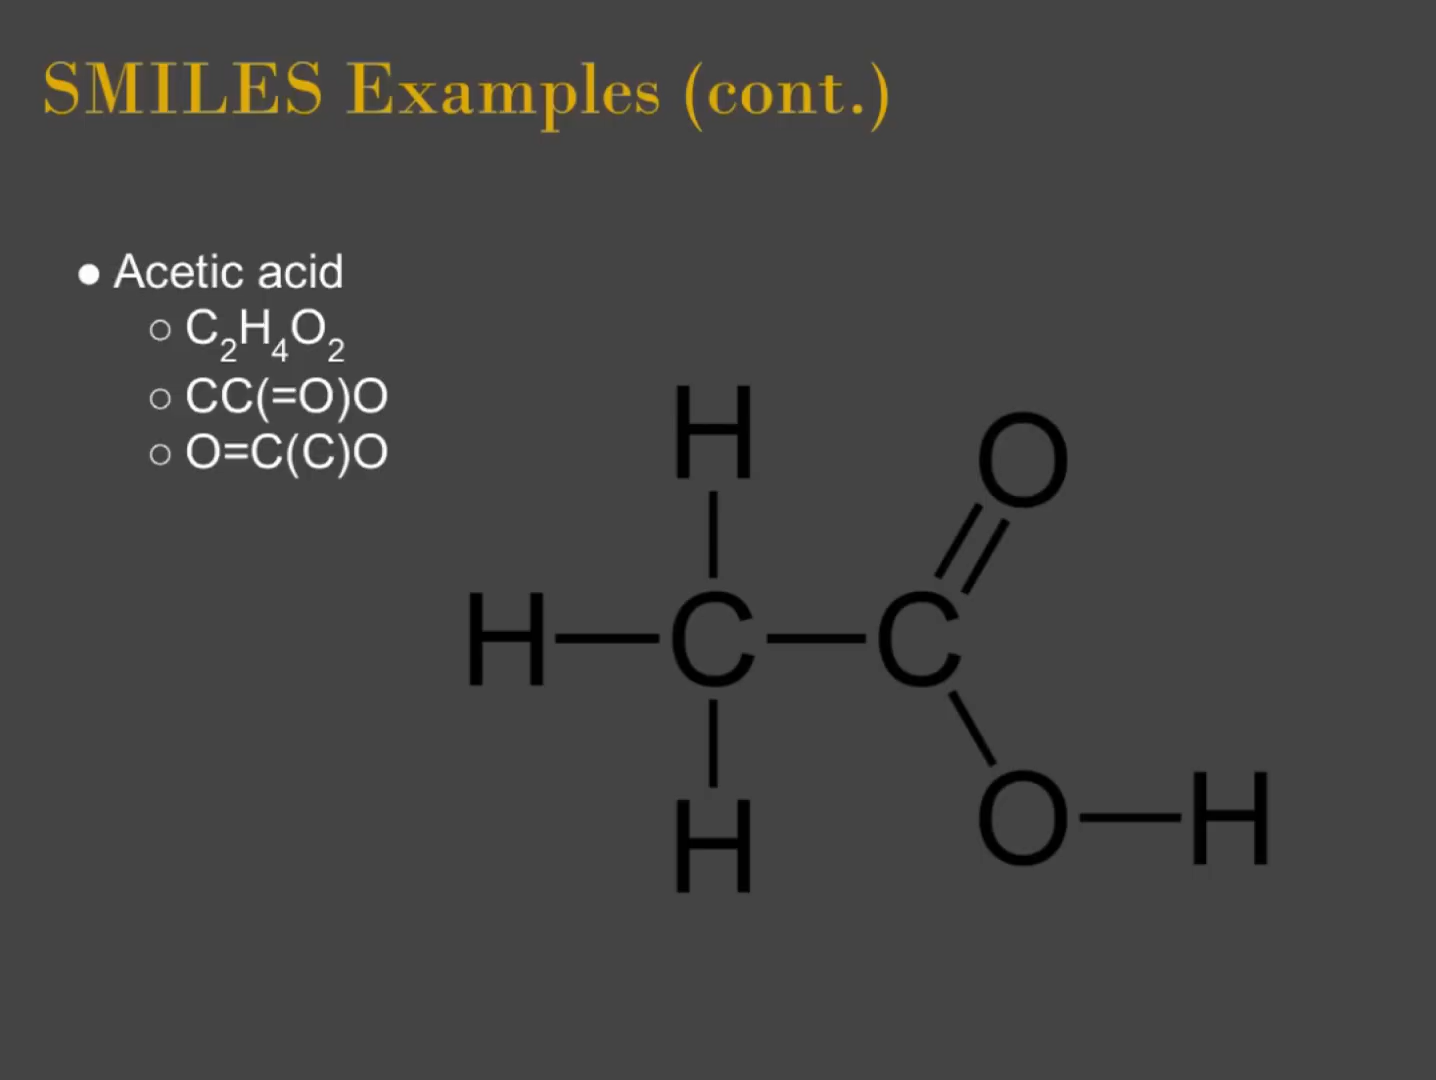 SMILES Examples (cont.)
● Acetic acid
○ C₂H₄O₂
○ CC(=O)O
○ O=C(C)O
H O
H C C
O H
H